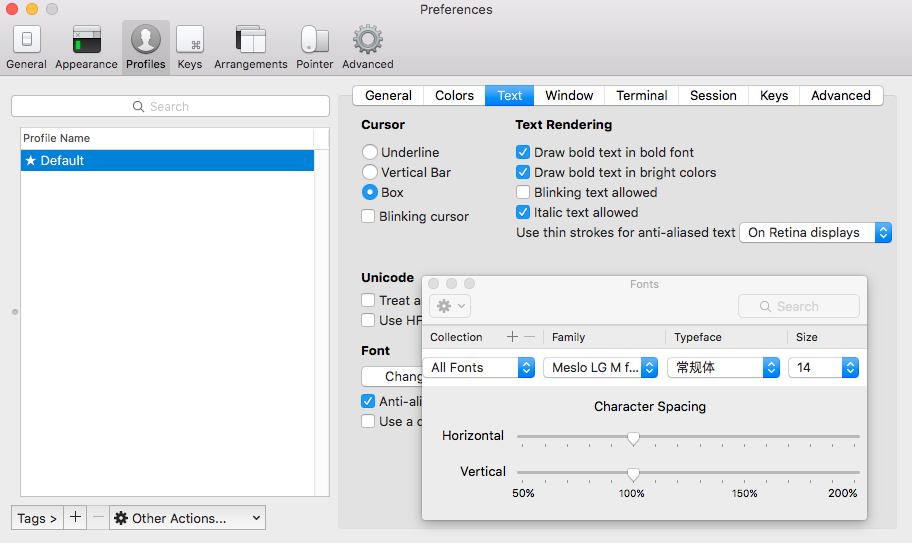 Preferences
General Appearance Profiles Keys Arrangements Pointer Advanced
Search
Profile Name
★ Default
Tags > + − Other Actions...
General Colors Text Window Terminal Session Keys Advanced
Cursor
Underline
Vertical Bar
Box
Blinking cursor
Text Rendering
Draw bold text in bold font
Draw bold text in bright colors
Blinking text allowed
Italic text allowed
Use thin strokes for anti-aliased text On Retina displays
Unicode
Treat
Use
Font
Anti-ali
Use a
Fonts
Search
Collection + − Family Typeface Size
All Fonts Meslo LG M f... 常规体 14
Character Spacing
Horizontal
Vertical
50% 100% 150% 200%